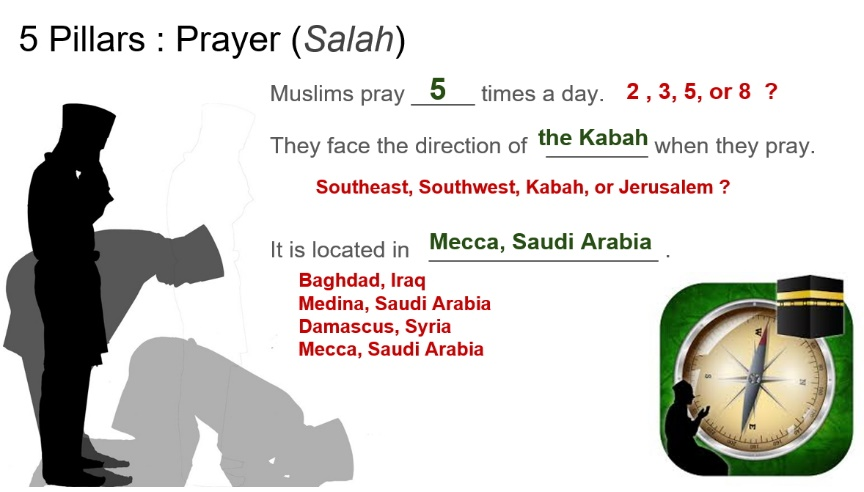 5 Pillars : Prayer (Salah)
Muslims pray 5 times a day. 2 , 3, 5, or 8 ?
They face the direction of the Kabah when they pray.
Southeast, Southwest, Kabah, or Jerusalem ?
It is located in Mecca, Saudi Arabia .
Baghdad, Iraq
Medina, Saudi Arabia
Damascus, Syria
Mecca, Saudi Arabia
W
S
N
E